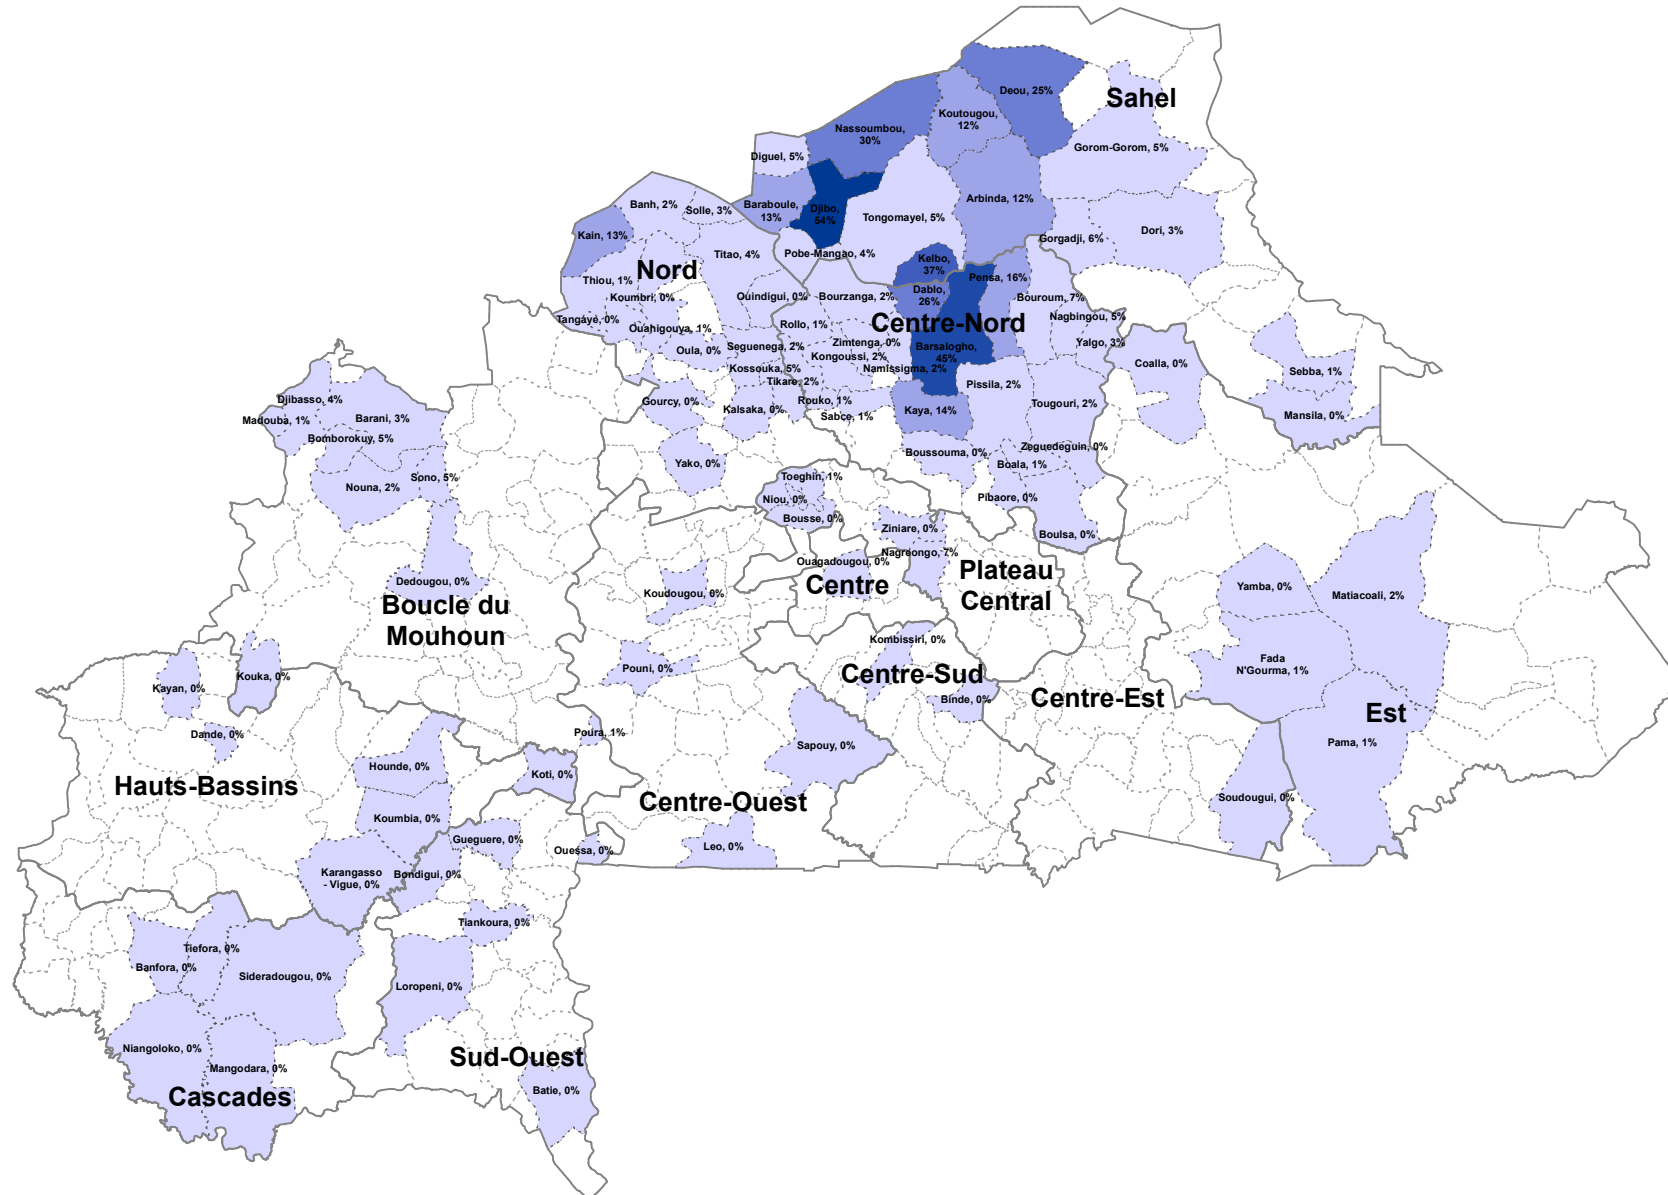 Sahel
Deou, 25%
Koutougou,
12%
Nassoumbou,
30%
Gorom-Gorom, 5%
Diguel, 5%
Arbinda, 12%
Baraboule,
13%
Djibo,
54%
Tongomayel, 5%
Dori, 3%
Gorgadji, 6%
Banh, 2%
Solle, 3%
Kain, 13%
Titao, 4%
Pobe-Mangao, 4%
Kelbo,
37%
Nord
Thiou, 1%
Koumbri, 0%
Ouindigui, 0%
Bourzanga, 2%
Dablo,
26%
Pensa, 16%
Bouroum, 7%
Nagbingou, 5%
Tangaye, 0%
Ouahigouya, 1%
Rollo, 1%
Centre-Nord
Yalgo, 3%
Oula, 0%
Seguenega, 2%
Zimtenga, 0%
Kongoussi, 2%
Barsalogho,
45%
Namissigma, 2%
Coalla, 0%
Sebba, 1%
Mansila, 0%
Kossouka, 5%
Tikare, 2%
Pissila, 2%
Tougouri, 2%
Gourcy, 0%
Kalsaka, 0%
Rouko, 1%
Sabce, 1%
Kaya, 14%
Djibasso, 4%
Madouba, 1%
Barani, 3%
Bomborokuy, 5%
Nouna, 2%
Sono, 5%
Yako, 0%
Boussouma, 0%
Zeguedeguin, 0%
Boala, 1%
Pibaore, 0%
Boulsa, 0%
Toeghin, 1%
Niou, 0%
Bousse, 0%
Ziniare, 0%
Nagreongo, 7%
Ouagadougou, 0%
Centre
Plateau
Central
Dedougou, 0%
Boucle du
Mouhoun
Koudougou, 0%
Yamba, 0%
Matiacoali, 2%
Kombissiri, 0%
Centre-Sud
Binde, 0%
Centre-Est
Fada
N'Gourma, 1%
Est
Pama, 1%
Soudougui, 0%
Pouni, 0%
Kayan, 0%
Kouka, 0%
Dande, 0%
Poura, 1%
Sapouy, 0%
Hounde, 0%
Koti, 0%
Hauts-Bassins
Centre-Ouest
Koumbia, 0%
Gueguere, 0%
Ouessa, 0%
Leo, 0%
Karangasso
- Vigue, 0%
Bondigui, 0%
Tiankoura, 0%
Tiefora, 0%
Banfora, 0%
Sideradougou, 0%
Loropeni, 0%
Niangoloko, 0%
Mangodara, 0%
Sud-Ouest
Cascades
Batie, 0%